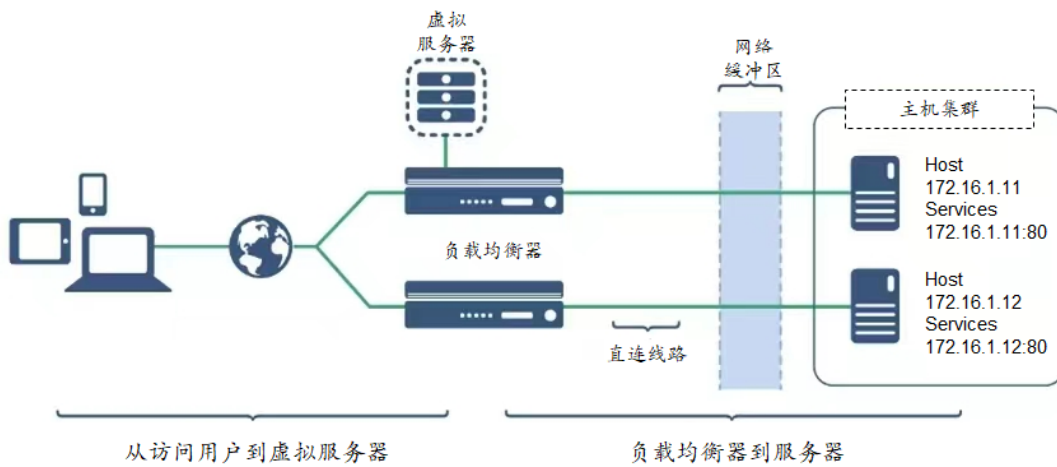 虚拟
服务器
网络
缓冲区
主机集群
Host
172.16.1.11
Services
172.16.1.11:80
负载均衡器
Host
172.16.1.12
Services
172.16.1.12:80
直连线路
从访问用户到虚拟服务器
负载均衡器到服务器